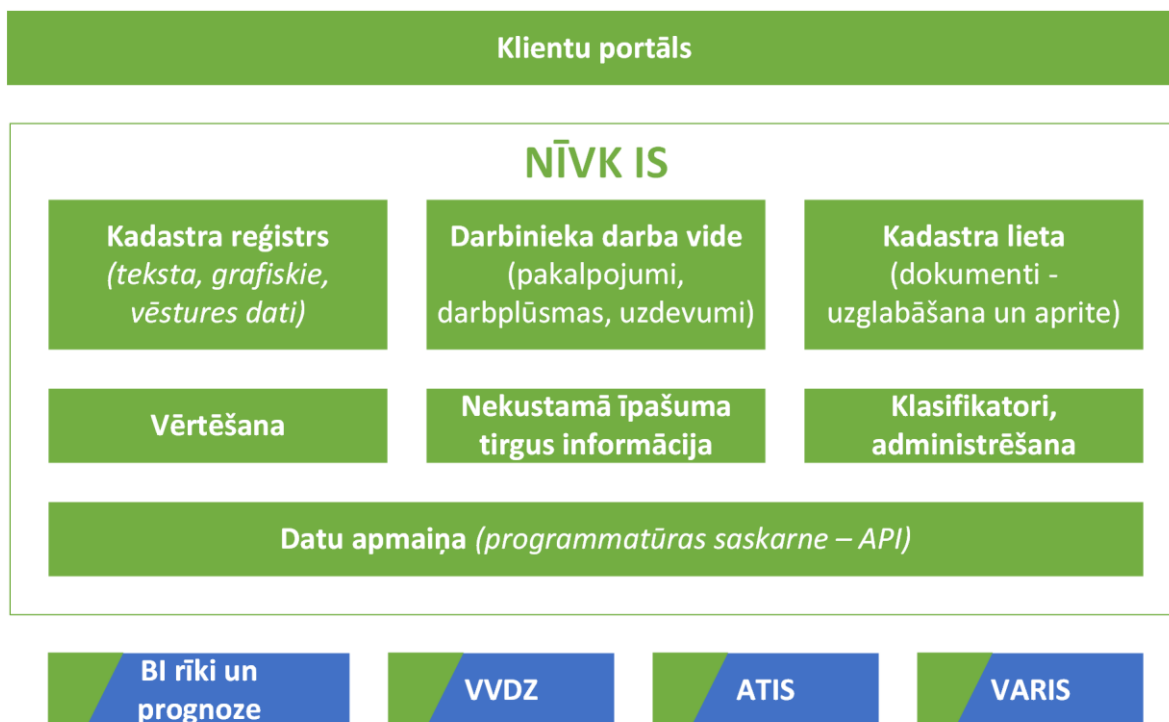 Klientu portāls
NĪVK IS
Kadastra reģistrs
(teksta, grafiskie,
vēstures dati)
Darbinieka darba vide
(pakalpojumi,
darbplūsmas, uzdevumi)
Kadastra lieta
(dokumenti -
uzglabāšana un aprite)
Vērtēšana
Nekustamā īpašuma
tirgus informācija
Klasifikatori,
administrēšana
Datu apmaiņa (programmatūras saskarne – API)
BI rīki un
prognoze
VVDZ
ATIS
VARIS